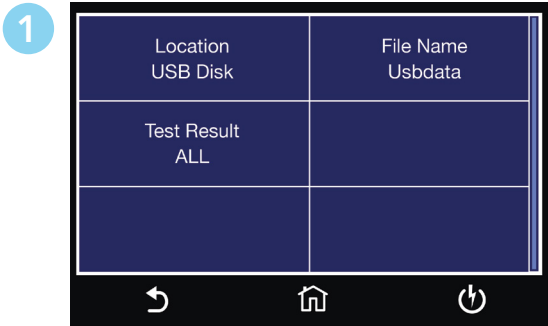 1
Location
USB Disk
File Name
Usbdata
Test Result
ALL